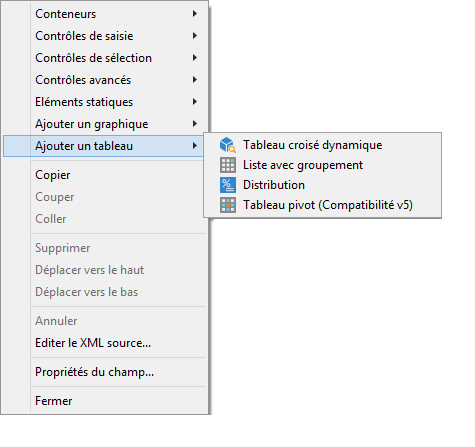 Conteneurs
Contrôles de saisie
Contrôles de sélection
Contrôles avancés
Eléments statiques
Ajouter un graphique
Ajouter un tableau
Tableau croisé dynamique
Liste avec groupement
Distribution
Tableau pivot (Compatibilité v5)
Copier
Couper
Coller
Supprimer
Déplacer vers le haut
Déplacer vers le bas
Annuler
Editer le XML source...
Propriétés du champ...
Fermer